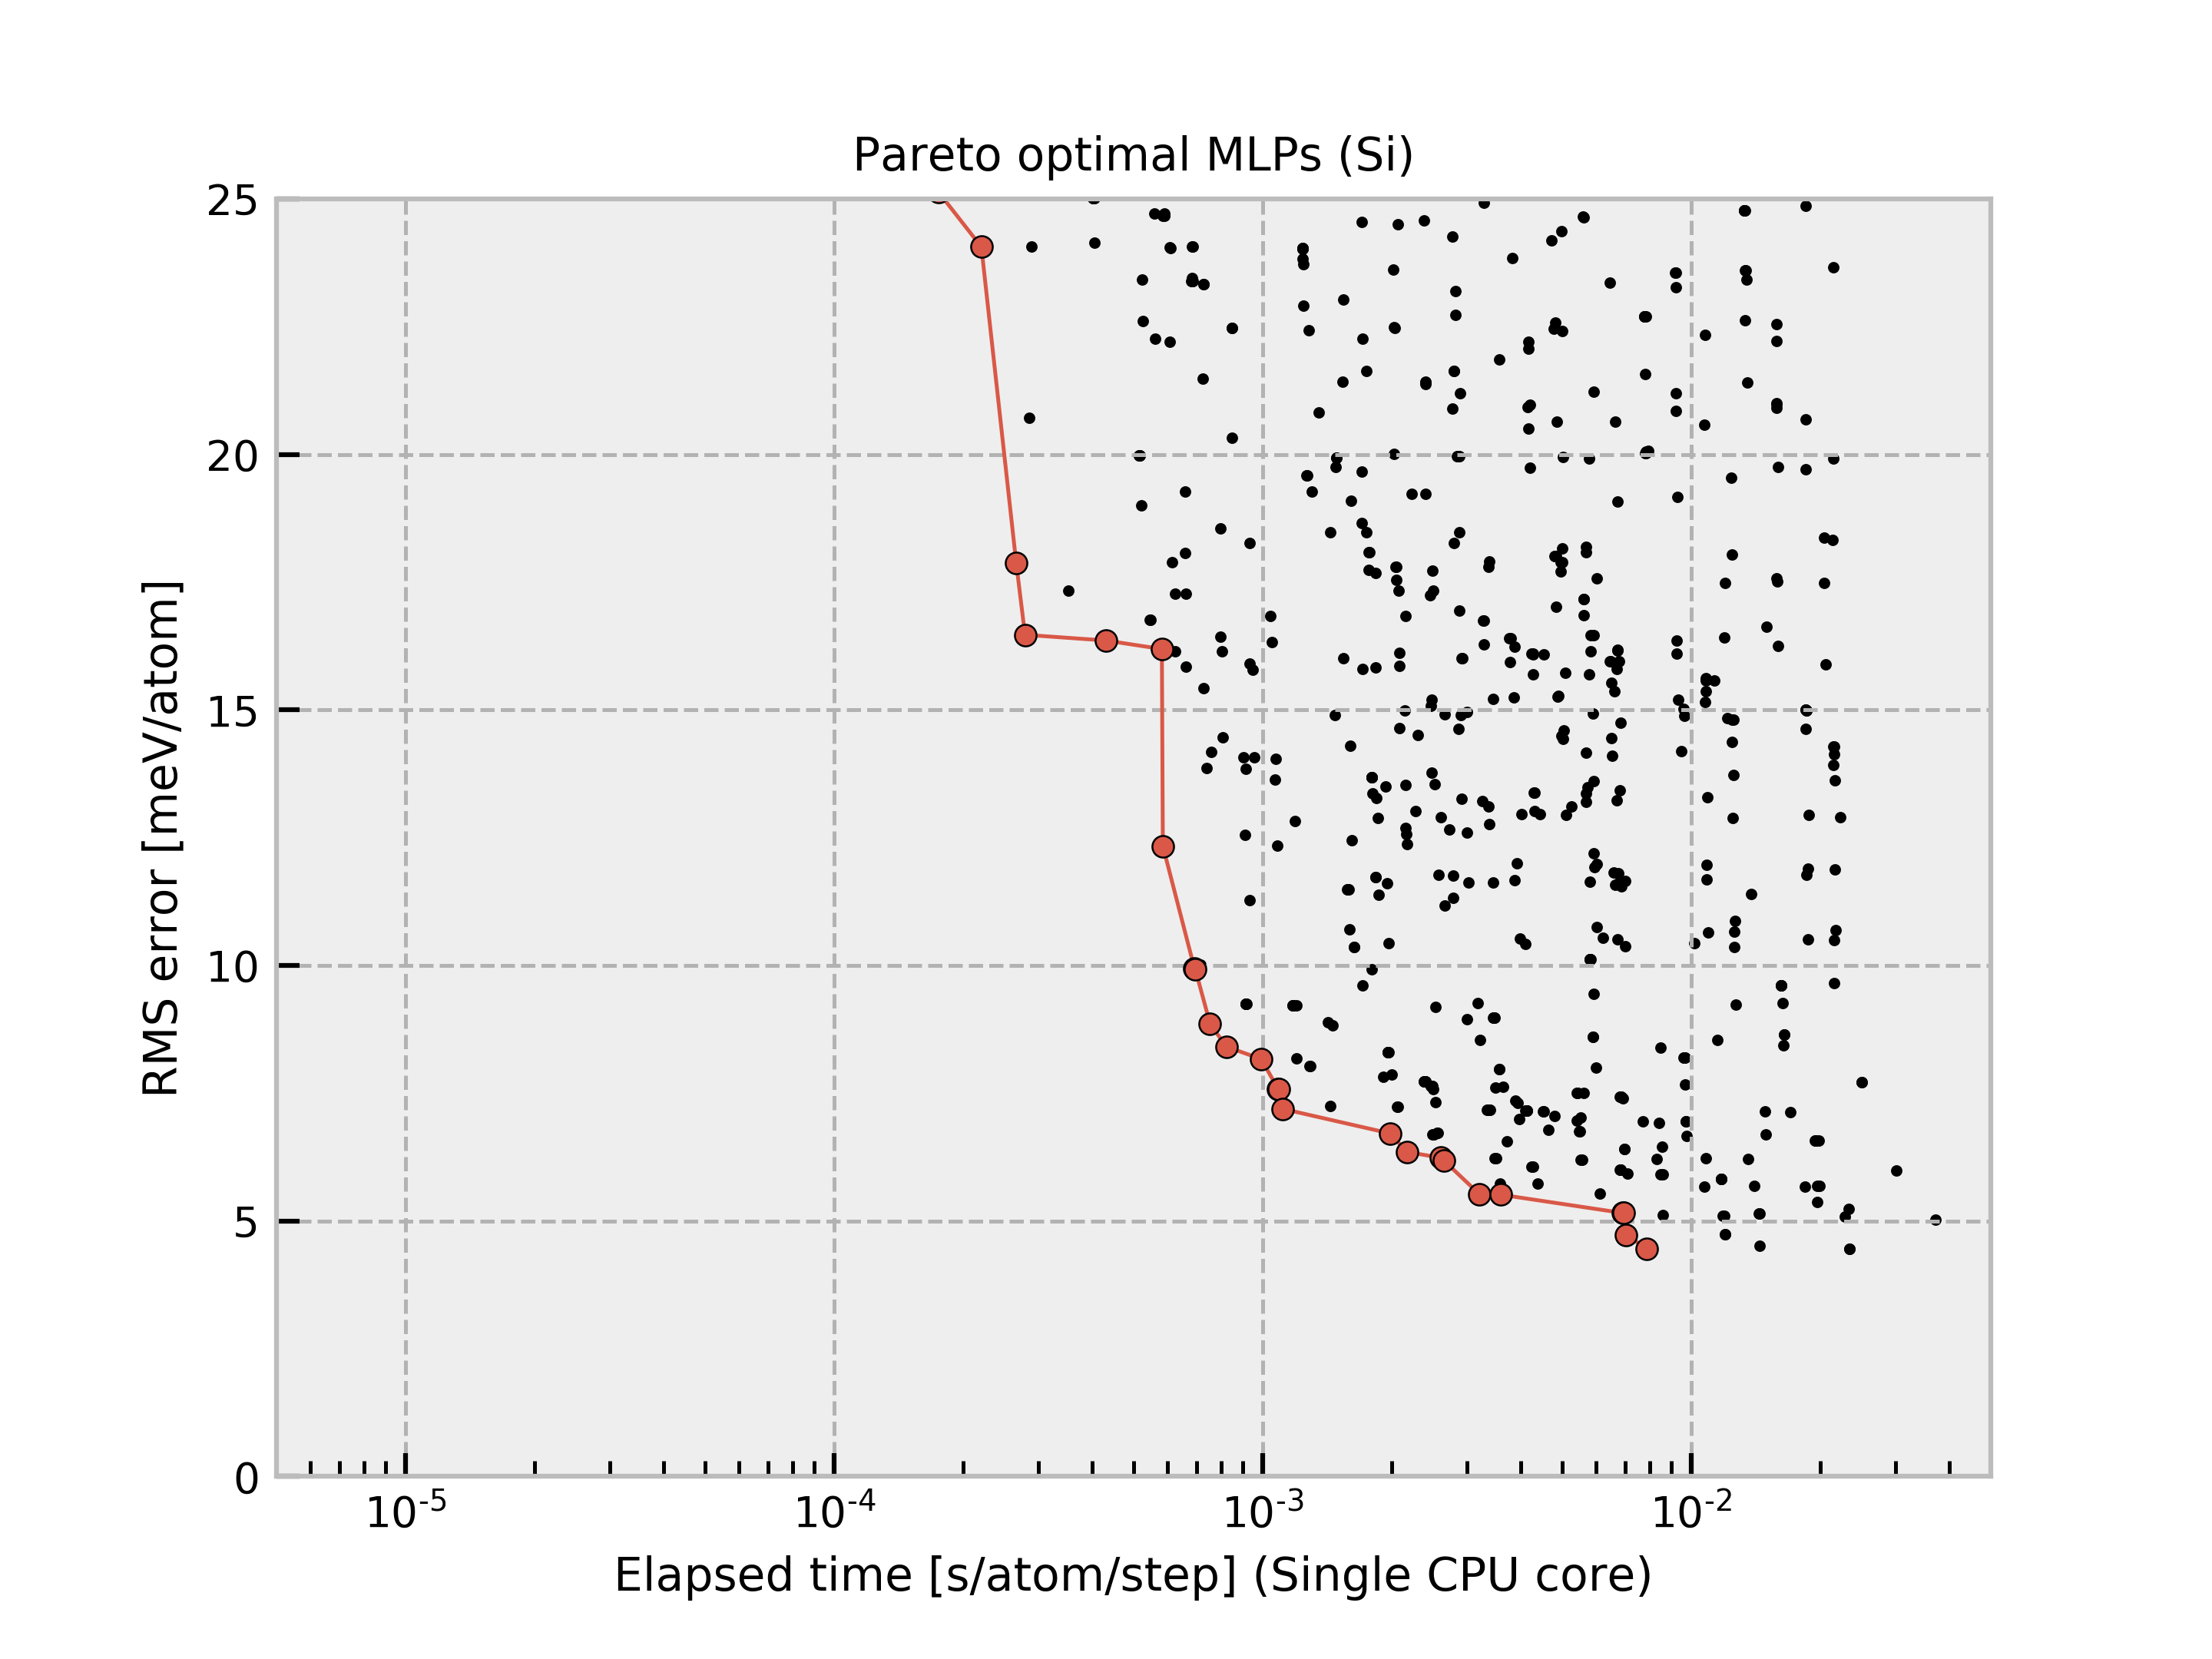 Pareto optimal MLPs (Si)
25
20
15
10
5
0
RMS error [meV/atom]
10-5 10-4 10-3 10-2
Elapsed time [s/atom/step] (Single CPU core)